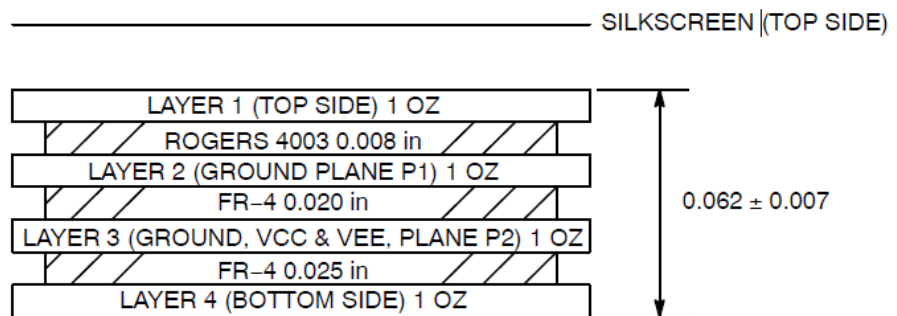 SILKSCREEN (TOP SIDE)
LAYER 1 (TOP SIDE) 1 OZ
ROGERS 4003 0.008 in
LAYER 2 (GROUND PLANE P1) 1 OZ
FR−4 0.020 in
0.062 ± 0.007
LAYER 3 (GROUND, VCC & VEE, PLANE P2) 1 OZ
FR−4 0.025 in
LAYER 4 (BOTTOM SIDE) 1 OZ